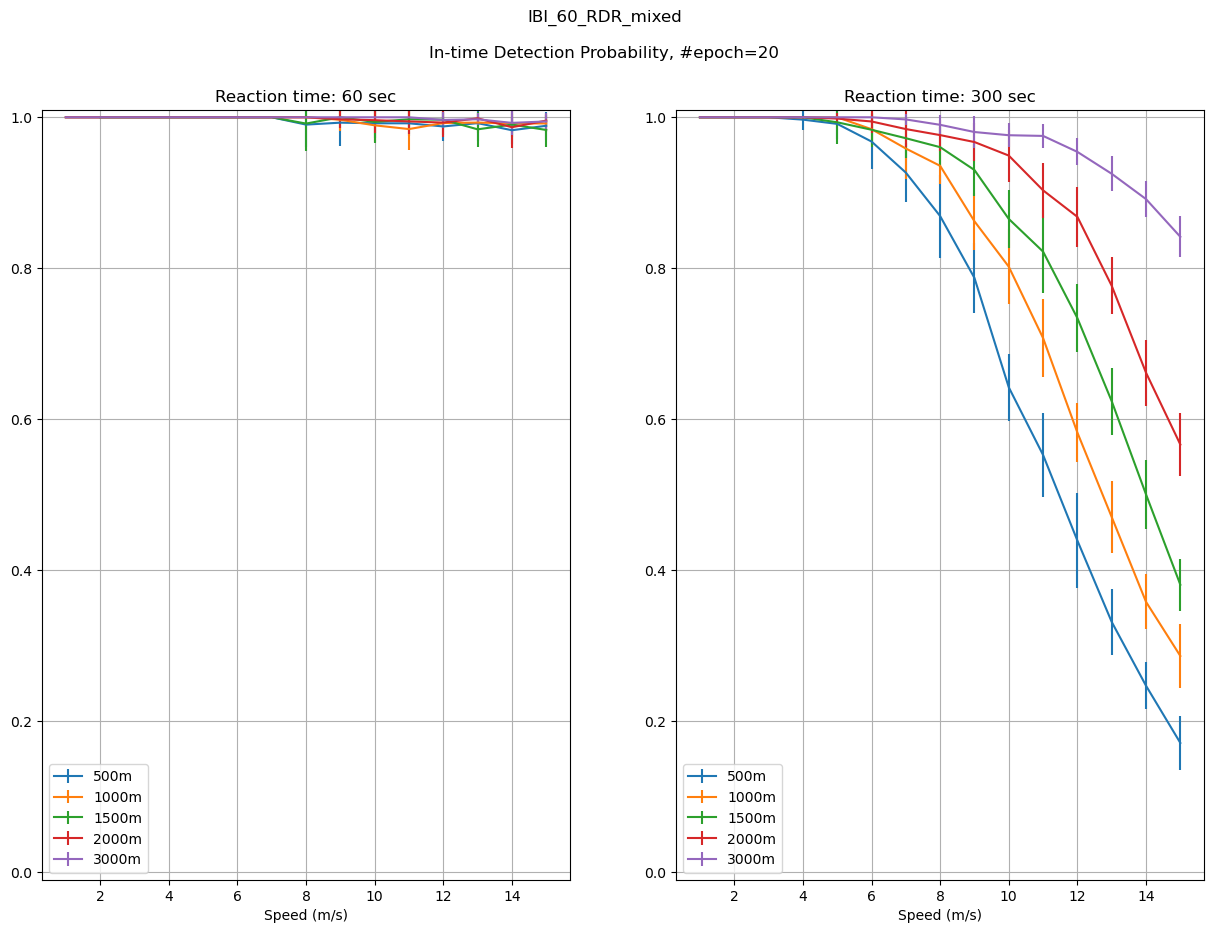 IBI_60_RDR_mixed
In-time Detection Probability, #epoch=20
Reaction time: 60 sec
1.0
0.8
0.6
0.4
0.2
0.0
500m
1000m
1500m
2000m
3000m
2 4 6 8 10 12 14
Speed (m/s)
Reaction time: 300 sec
1.0
0.8
0.6
0.4
0.2
0.0
500m
1000m
1500m
2000m
3000m
2 4 6 8 10 12 14
Speed (m/s)